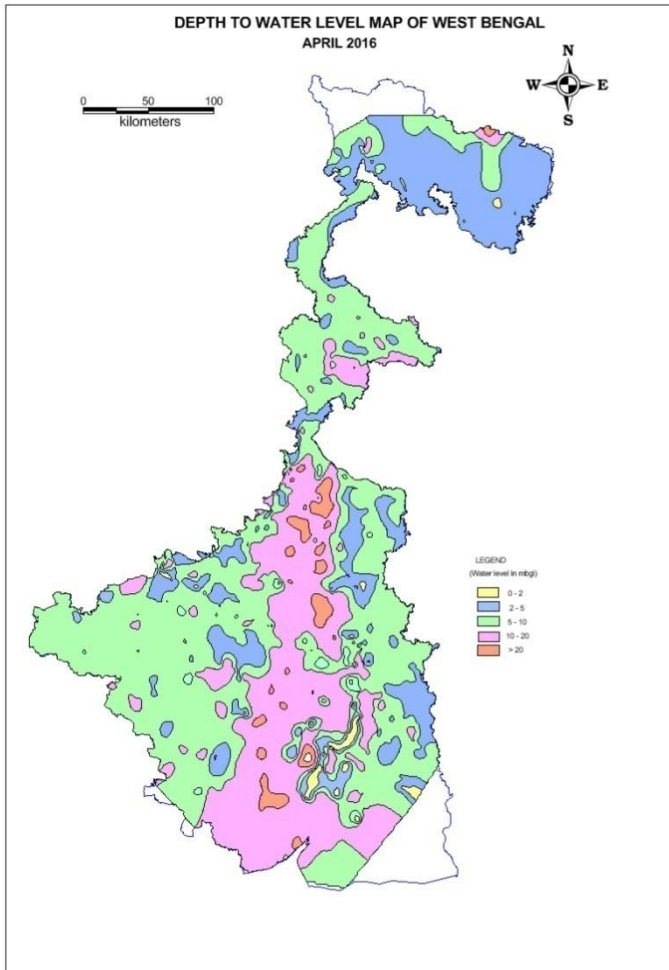 DEPTH TO WATER LEVEL MAP OF WEST BENGAL
APRIL 2016
N
W E
S
0 50 100
kilometers
LEGEND
(Water level in mbgl)
0 - 2
2 - 5
5 - 10
10 - 20
> 20